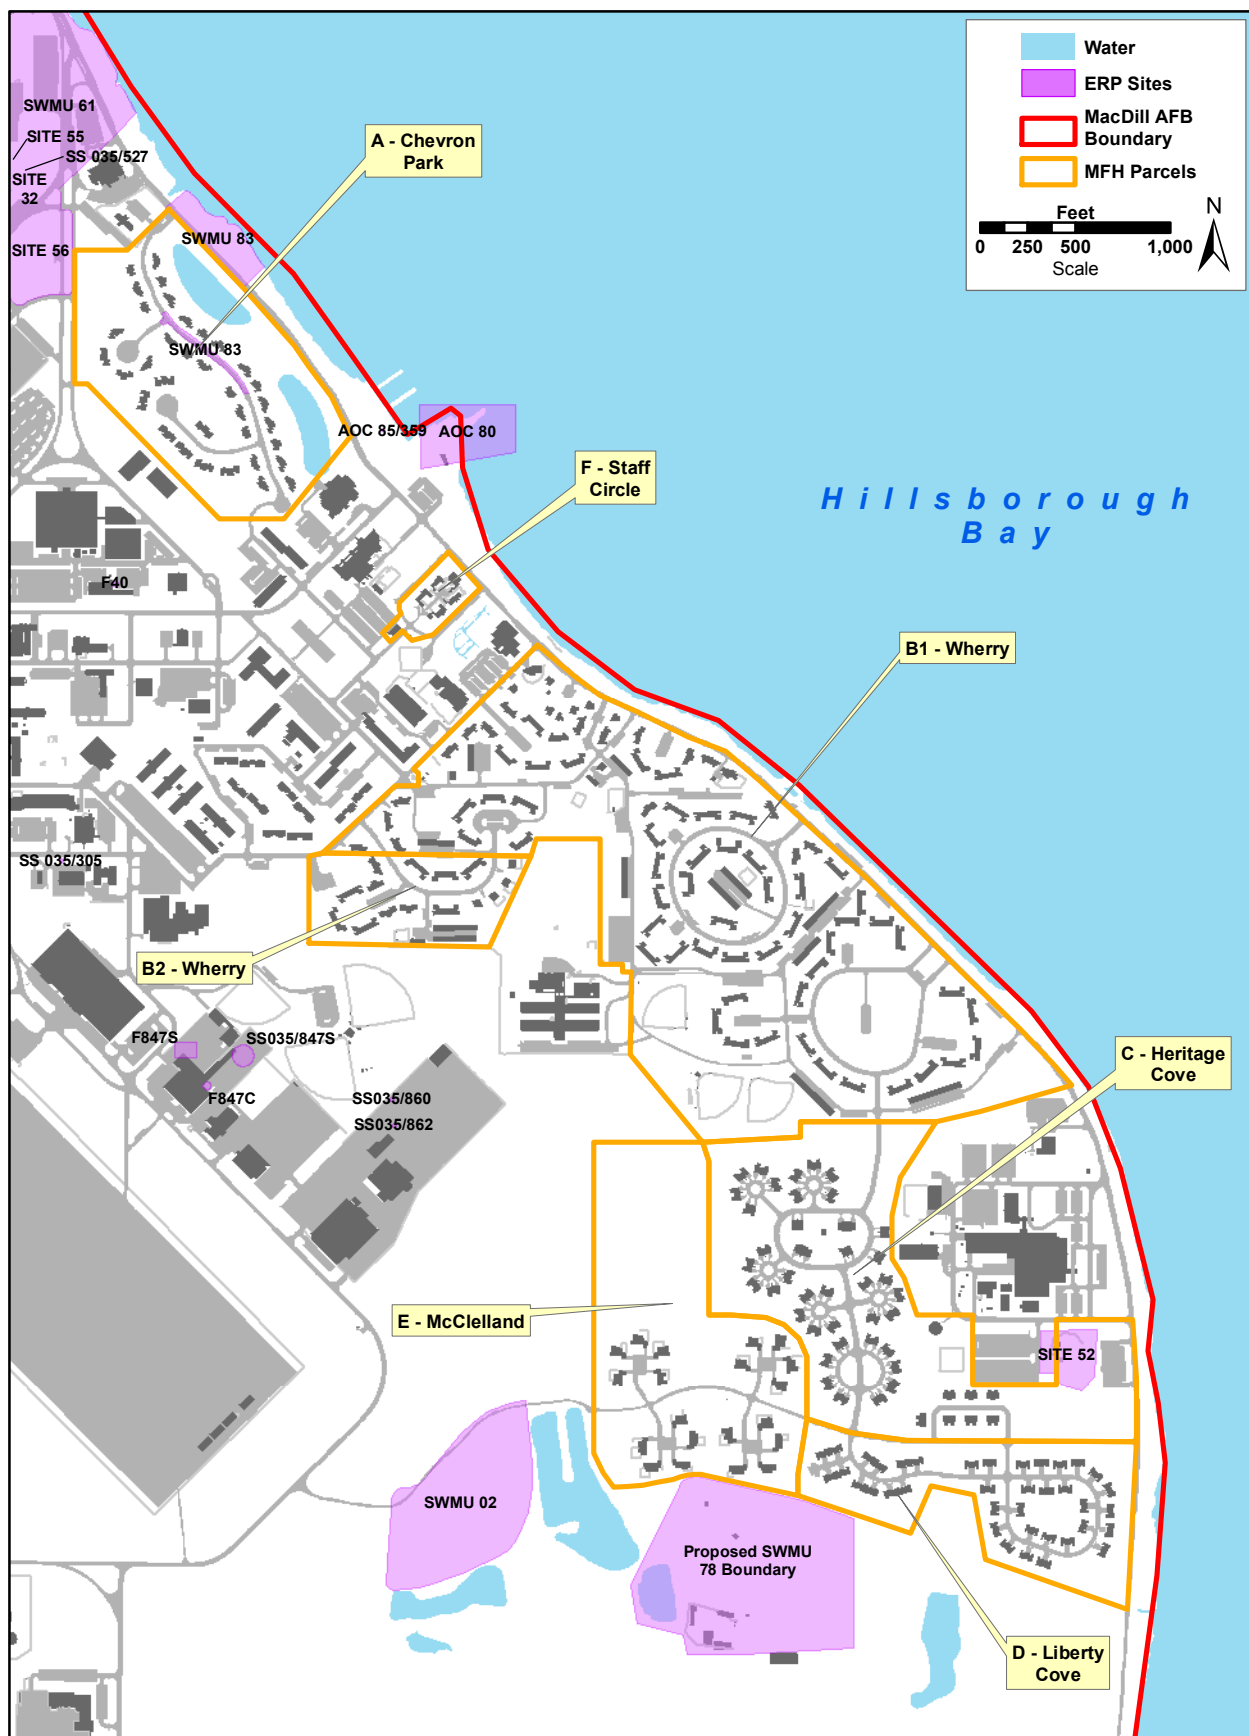 Water
ERP Sites
MacDill AFB
Boundary
MFH Parcels
Feet
0 250 500 1,000
Scale
N
SWMU 61
SITE 55
SS 035/527
SITE
32
SITE 56
A - Chevron
Park
SWMU 83
SWMU 83
AOC 85/359
AOC 80
F - Staff
Circle
Hillsborough
Bay
F40
B1 - Wherry
SS 035/305
B2 - Wherry
F847S
SS035/847S
F847C
SS035/860
SS035/862
C - Heritage
Cove
E - McClelland
SITE 52
SWMU 02
Proposed SWMU
78 Boundary
D - Liberty
Cove